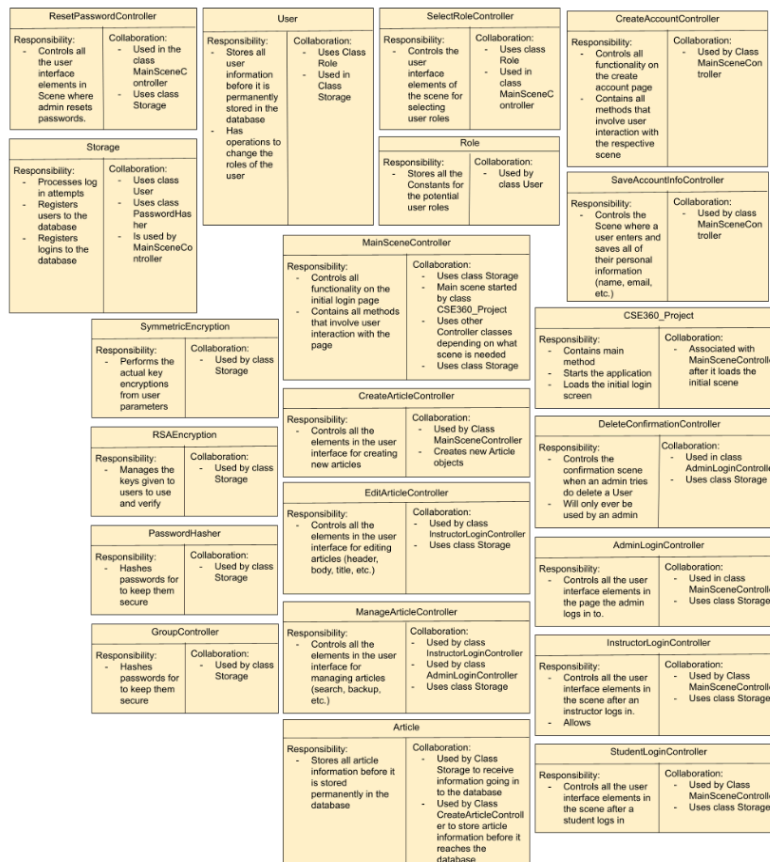 ResetPasswordController
Responsibility:
- Controls all
the user
interface
elements in
Scene where
admin resets
passwords.
Collaboration:
- Used in the
class
MainSceneC
ontroller
- Uses class
Storage
User
Responsibility:
- Stores all
user
information
before it is
permanently
stored in the
database
- Has
operations to
change the
roles of the
user
Collaboration:
- Uses Class
Role
- Used in
Class
Storage
SelectRoleController
Responsibility:
- Controls the
user
interface
elements of
the scene for
selecting
user roles
Collaboration:
- Uses class
Role
- Used in
class
MainSceneC
ontroller
CreateAccountController
Responsibility:
- Controls all
functionality
on the
create
account page
- Contains all
methods that
involve user
interaction with
the respective
scene
Collaboration:
- Used by Class
MainSceneCon
troller
Storage
Responsibility:
- Processes log
in attempts
- Registers
users to the
database
- Registers
logins to the
database
Collaboration:
- Uses class
User
- Uses class
PasswordHas
her
- Is used by
MainSceneCo
ntroller
Role
Responsibility:
- Stores all the
Constants for
the potential
user roles
Collaboration:
- Used by
class User
SaveAccountInfoController
Responsibility:
- Controls the
Scene where a
user enters and
saves all of
their personal
information
(name, email,
etc.)
Collaboration:
- Used by class
MainSceneCon
troller
MainSceneController
Responsibility:
- Controls all
functionality on the
initial login page
- Contains all methods
that involve user
interaction with the
page
Collaboration:
- Uses class Storage
- Main scene started
by class
CSE360_Project
- Uses other
Controller classes
depending on what
scene is needed
- Uses class Storage
SymmetricEncryption
Responsibility:
- Performs the
actual key
encryptions
from user
parameters
Collaboration:
- Used by class
Storage
CSE360_Project
Responsibility:
- Contains main
method
- Starts the
application
- Loads the initial login
screen
Collaboration:
- Associated with
MainSceneControlle
after it loads the
initial scene
CreateArticleController
Responsibility:
- Controls all the
elements in the user
interface for creating
new articles
Collaboration:
- Used by Class
MainSceneController
- Creates new Article
objects
RSAEncryption
Responsibility:
- Manages the
keys given to
users to use
and verify
Collaboration:
- Used by class
Storage
DeleteConfirmationController
Responsibility:
- Controls the
confirmation scene
when an admin tries
do delete a User
- Will only ever be
used by an admin
Collaboration:
- Used in class
AdminLoginControlle
- Uses class Storage
EditArticleController
Responsibility:
- Controls all the
elements in the user
interface for editing
articles (header,
body, title, etc.)
Collaboration:
- Used by class
InstructorLoginController
- Uses class Storage
PasswordHasher
Responsibility:
- Hashes
passwords for
to keep them
secure
Collaboration:
- Used by class
Storage
AdminLoginController
Responsibility:
- Controls all the user
interface elements in
the page the admin
logs in to.
Collaboration:
- Used in class
MainSceneControlle
- Uses class Storage
ManageArticleController
Responsibility:
- Controls all the
elements in the user
interface for
managing articles
(search, backup,
etc.)
Collaboration:
- Used by class
InstructorLoginController
- Used by class
AdminLoginController
- Uses class Storage
GroupController
Responsibility:
- Hashes
passwords for
to keep them
secure
Collaboration:
- Used by class
Storage
InstructorLoginController
Responsibility:
- Controls all the user
interface elements in
the scene after an
instructor logs in.
- Allows
Collaboration:
- Used by Class
MainSceneControlle
- Uses class Storage
Article
Responsibility:
- Stores all article
information before it
is stored
permanently in the
database
Collaboration:
- Used by Class
Storage to receive
information going in
to the database
- Used by Class
CreateArticleControll
er to store article
information before it
reaches the
database
StudentLoginController
Responsibility:
- Controls all the user
interface elements in
the scene after a
student logs in
Collaboration:
- Used by Class
MainSceneControlle
- Uses class Storage